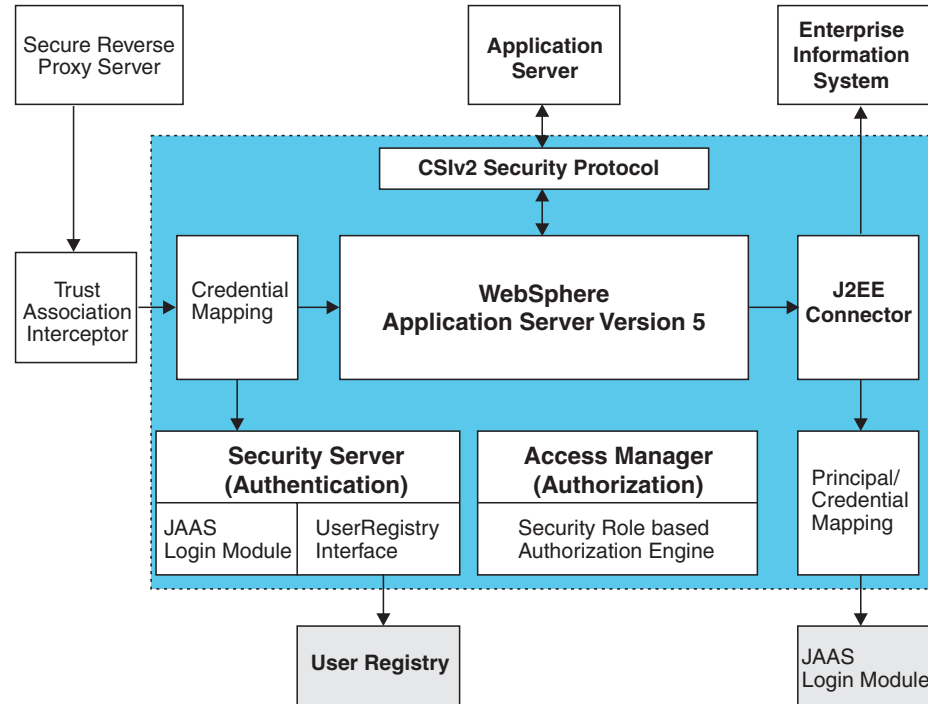 Secure Reverse
Proxy Server
Application
Server
Enterprise
Information
System
CSIv2 Security Protocol
Trust
Association
Interceptor
Credential
Mapping
WebSphere
Application Server Version 5
J2EE
Connector
Security Server
(Authentication)
JAAS
Login Module
UserRegistry
Interface
Access Manager
(Authorization)
Security Role based
Authorization Engine
Principal/
Credential
Mapping
User Registry
JAAS
Login Module